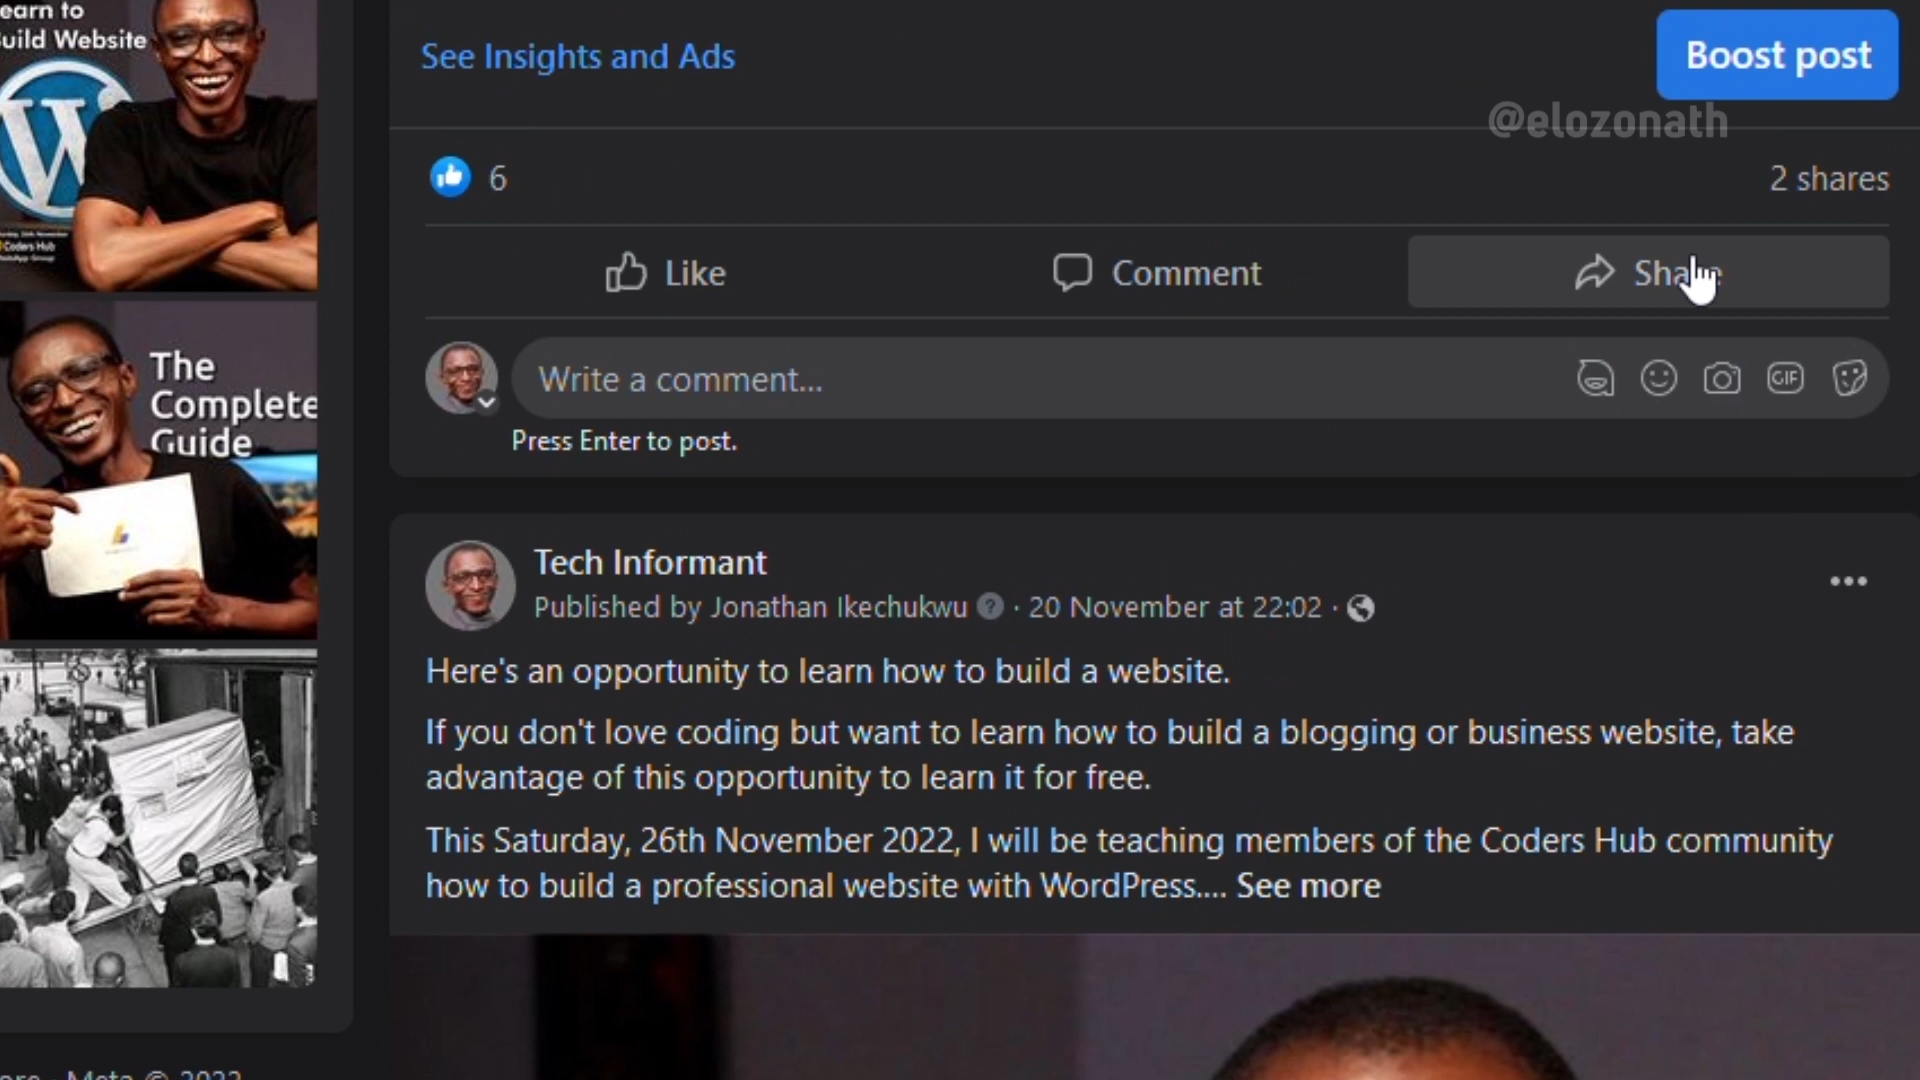 earn to
uild Website
W
Coders Hub
The
Complete
Guide
See Insights and Ads
Boost post
@elozonath
6
2 shares
Like
Comment
Share
Write a comment...
GIF
Press Enter to post.
Tech Informant
Published by Jonathan Ikechukwu ? · 20 November at 22:02 ·
Here's an opportunity to learn how to build a website.
If you don't love coding but want to learn how to build a blogging or business website, take
advantage of this opportunity to learn it for free.
This Saturday, 26th November 2022, I will be teaching members of the Coders Hub community
how to build a professional website with WordPress.... See more